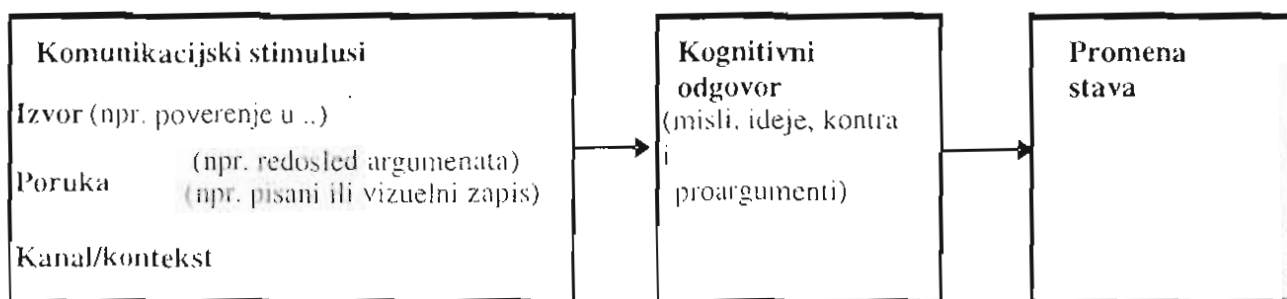 Komunikacijski stimulusi
Izvor (npr. poverenje u ..)
(npr. redosled argumenata)
Poruka
(npr. pisani ili vizuelni zapis)
Kanal/kontekst
Kognitivni
odgovor
(misli, ideje, kontra
i
proargumenti)
Promena
stava